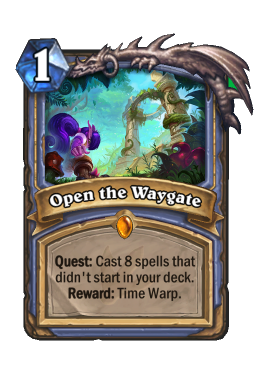 1
Open the Waygate
Quest: Cast 8 spells that
didn't start in your deck.
Reward: Time Warp.